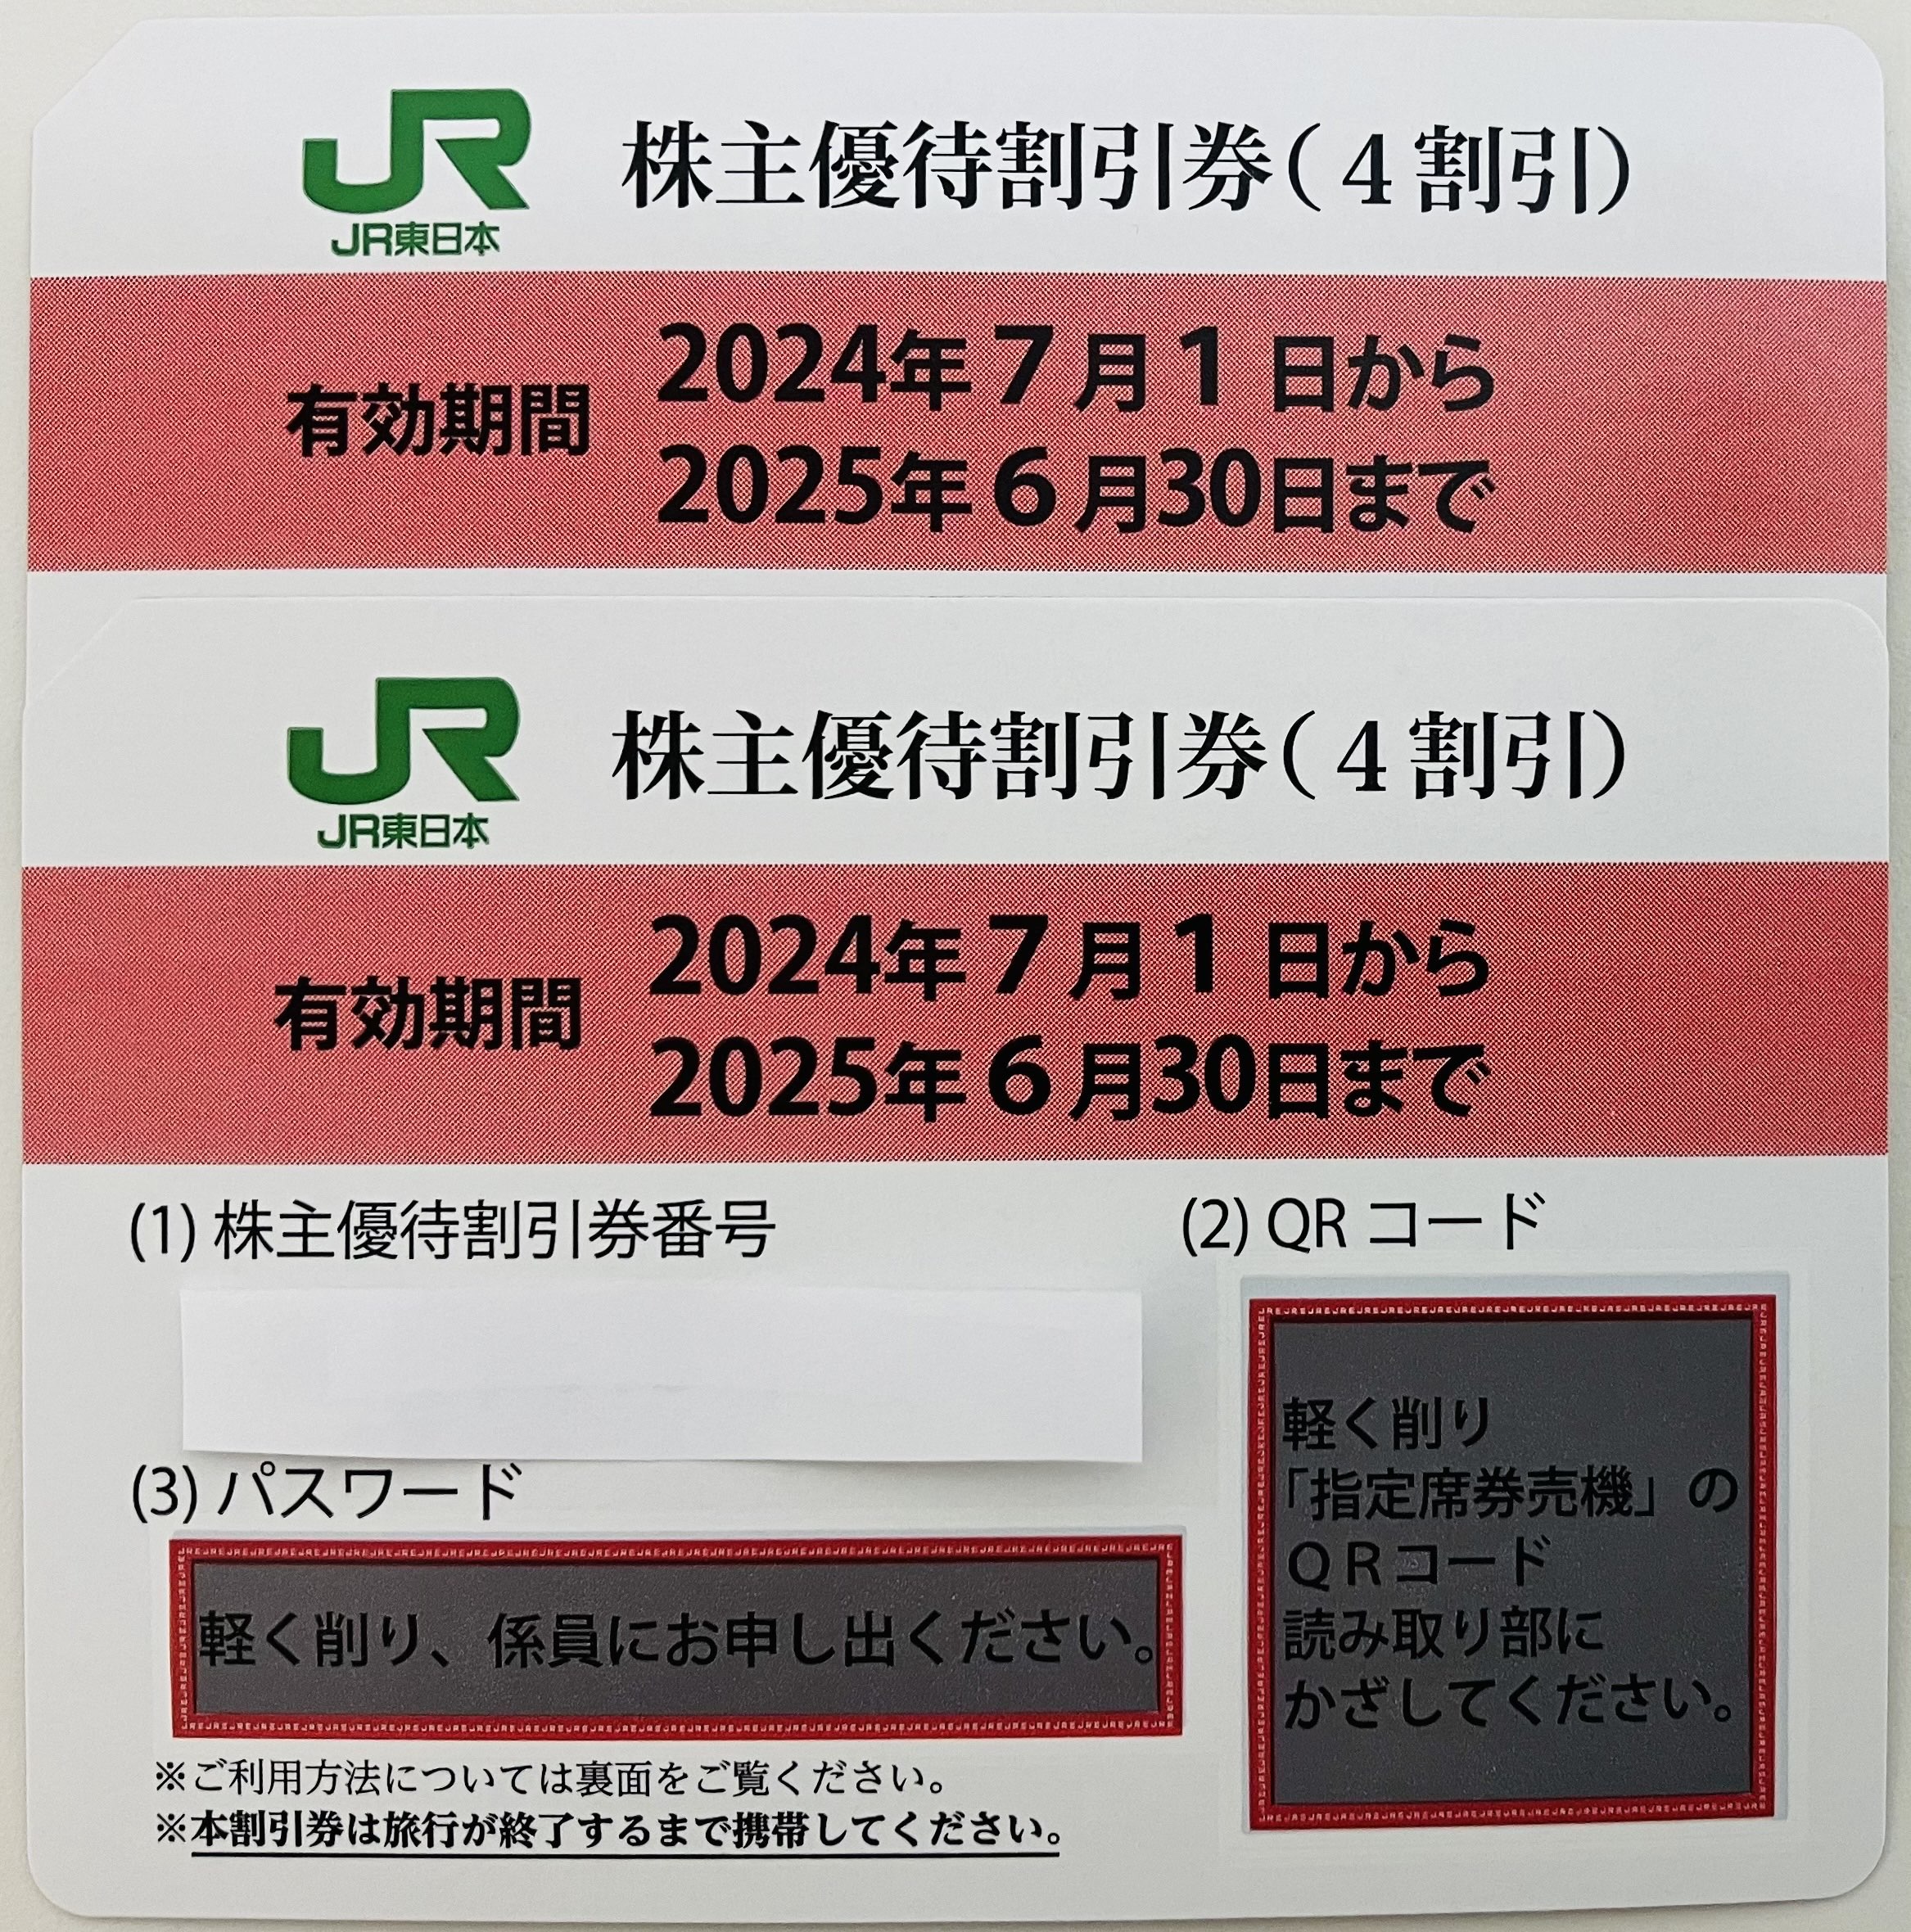 JR 株主優待割引券(4割引)
JR東日本
有効期間 2024年7月1日から
2025年6月30日まで
JR 株主優待割引券(4割引)
JR東日本
有効期間 2024年7月1日から
2025年6月30日まで
(1) 株主優待割引券番号
(2) QR コード
軽く削り
「指定席券売機」の
QRコード
読み取り部に
かざしてください。
(3) パスワード
軽く削り、係員にお申し出ください。
※ご利用方法については裏面をご覧ください。
※本割引券は旅行が終了するまで携帯してください。